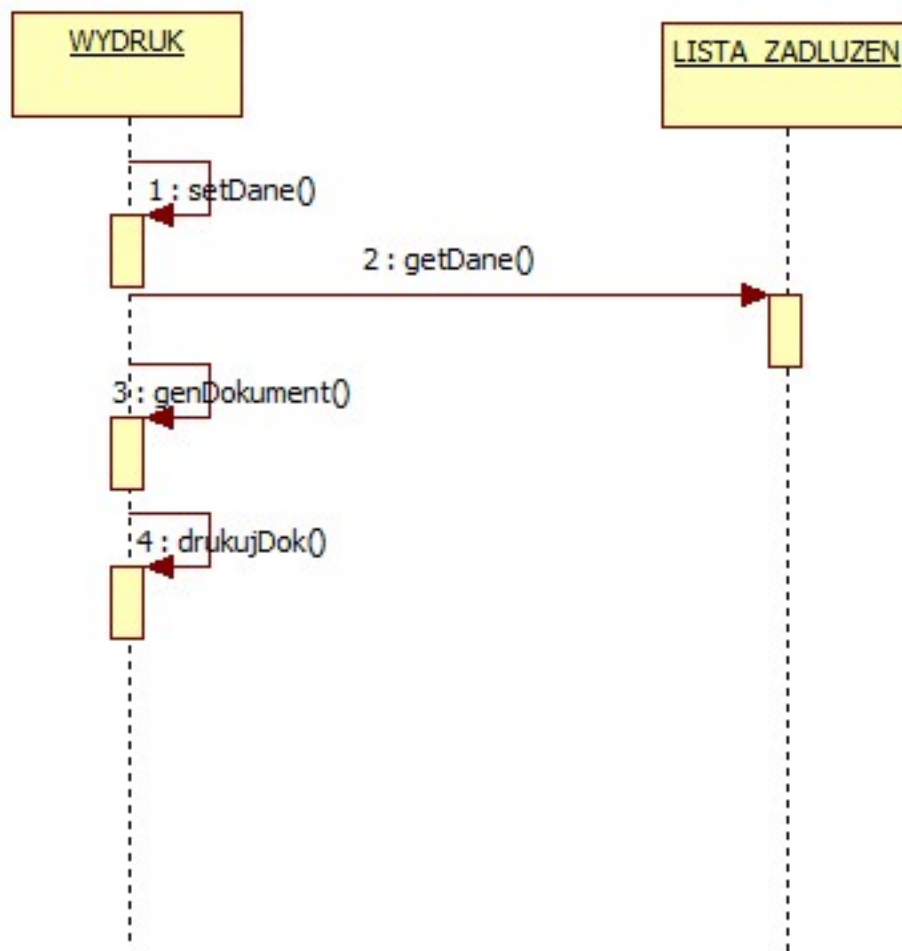 WYDRUK
LISTA ZADLUZEN
1 : setDane()
2 : getDane()
3 : genDokument()
4 : drukujDok()